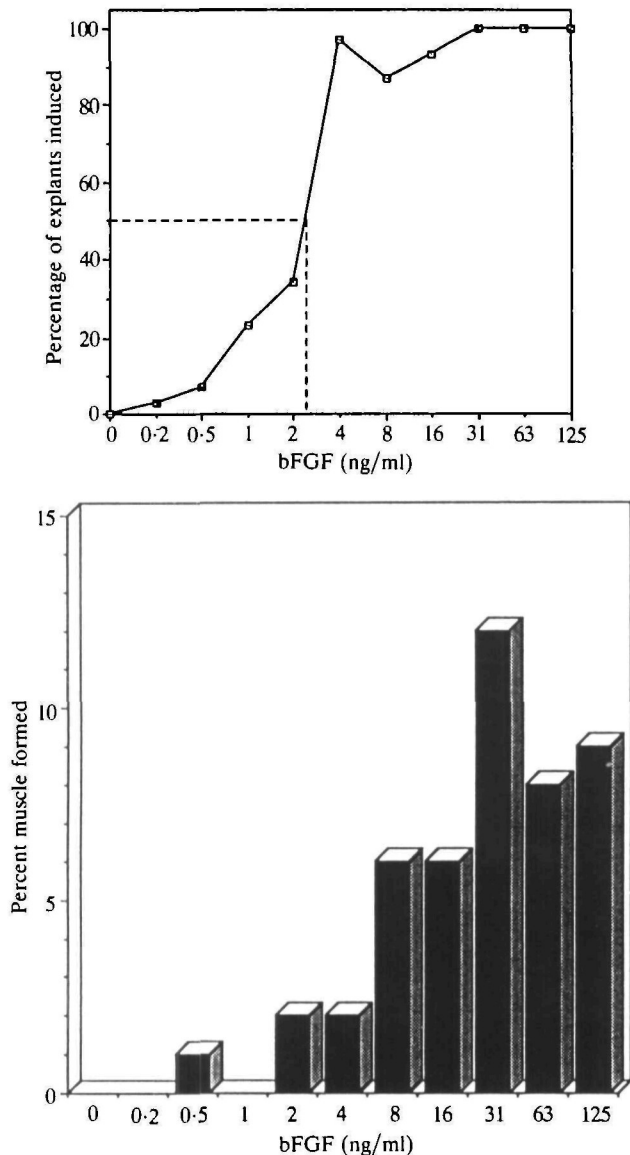 Percentage of explants induced
100
80
60
40
20
0
0 0·2 0·5 1 2 4 8 16 31 63 125
bFGF (ng/ml)
Percent muscle formed
15
10
5
0
0 0·2 0·5 1 2 4 8 16 31 63 125
bFGF (ng/ml)